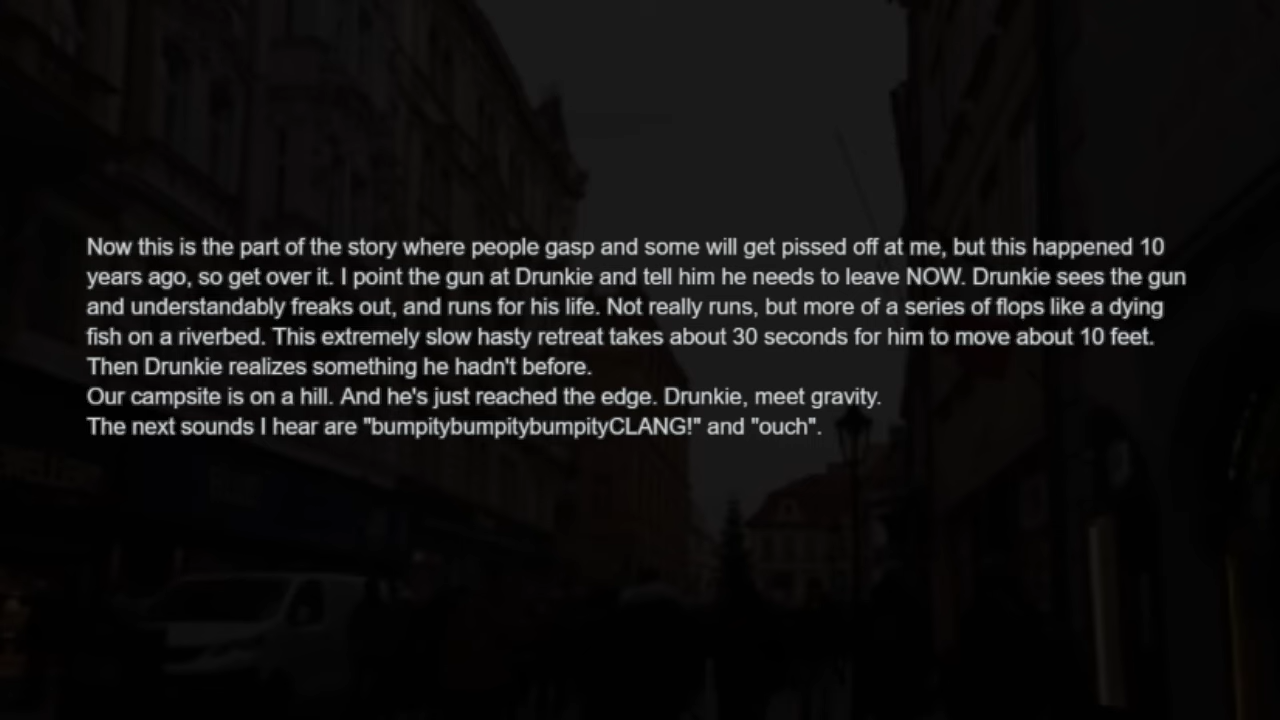 Now this is the part of the story where people gasp and some will get pissed off at me, but this happened 10
years ago, so get over it. I point the gun at Drunkie and tell him he needs to leave NOW. Drunkie sees the gun
and understandably freaks out, and runs for his life. Not really runs, but more of a series of flops like a dying
fish on a riverbed. This extremely slow hasty retreat takes about 30 seconds for him to move about 10 feet.
Then Drunkie realizes something he hadn't before.
Our campsite is on a hill. And he's just reached the edge. Drunkie, meet gravity.
The next sounds I hear are "bumpitybumpitybumpityCLANG!" and "ouch".